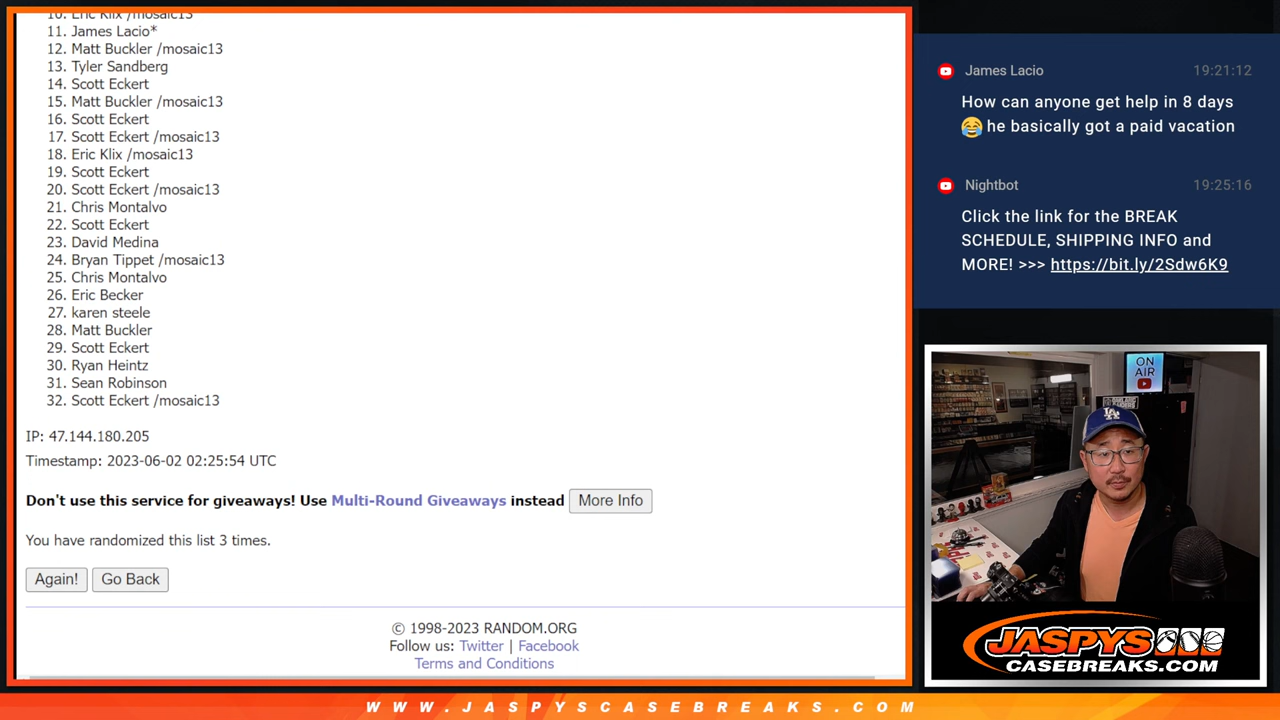 10. Eric Klix /mosaic13
11. James Lacio*
12. Matt Buckler /mosaic13
13. Tyler Sandberg
14. Scott Eckert
15. Matt Buckler /mosaic13
16. Scott Eckert
17. Scott Eckert /mosaic13
18. Eric Klix /mosaic13
19. Scott Eckert
20. Scott Eckert /mosaic13
21. Chris Montalvo
22. Scott Eckert
23. David Medina
24. Bryan Tippet /mosaic13
25. Chris Montalvo
26. Eric Becker
27. karen steele
28. Matt Buckler
29. Scott Eckert
30. Ryan Heintz
31. Sean Robinson
32. Scott Eckert /mosaic13
IP: 47.144.180.205
Timestamp: 2023-06-02 02:25:54 UTC
Don't use this service for giveaways! Use Multi-Round Giveaways instead More Info
You have randomized this list 3 times.
Again! Go Back
© 1998-2023 RANDOM.ORG
Follow us: Twitter | Facebook
Terms and Conditions
James Lacio 19:21:12
How can anyone get help in 8 days
😂 he basically got a paid vacation
Nightbot 19:25:16
Click the link for the BREAK
SCHEDULE, SHIPPING INFO and
MORE! >>> https://bit.ly/2Sdw6K9
ON
AIR
LA
JASPYS
CASEBREAKS.COM
WWW.JASPYSCASEBREAKS.COM